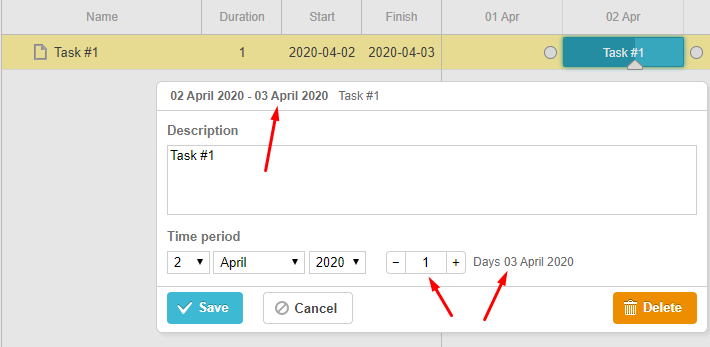 Name Duration Start Finish 01 Apr 02 Apr
Task #1 1 2020-04-02 2020-04-03 Task #1
02 April 2020 - 03 April 2020 Task #1
Description
Task #1
Time period
2 April 2020 − 1 + Days 03 April 2020
Save Cancel Delete